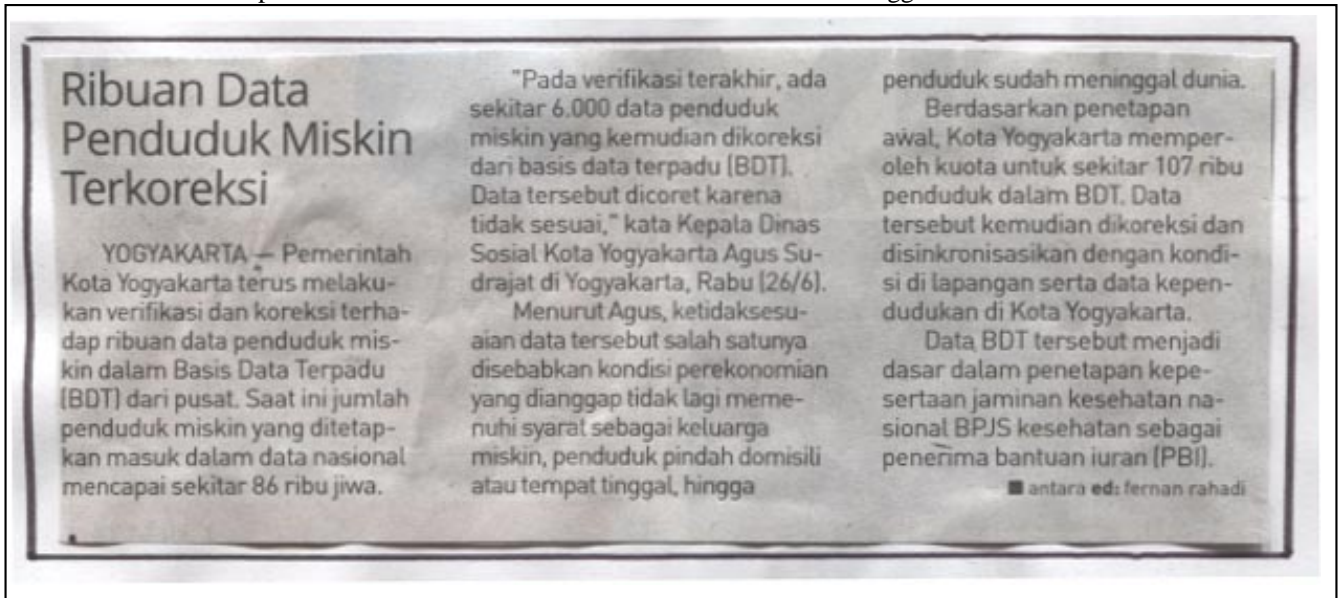 Ribuan Data
Penduduk Miskin
Terkoreksi
YOGYAKARTA — Pemerintah
Kota Yogyakarta terus melaku-
kan verifikasi dan koreksi terha-
dap ribuan data penduduk mis-
kin dalam Basis Data Terpadu
(BDT) dari pusat. Saat ini jumlah
penduduk miskin yang ditetap-
kan masuk dalam data nasional
mencapai sekitar 86 ribu jiwa.
"Pada verifikasi terakhir, ada
sekitar 6.000 data penduduk
miskin yang kemudian dikoreksi
dari basis data terpadu (BDT).
Data tersebut dicoret karena
tidak sesuai," kata Kepala Dinas
Sosial Kota Yogyakarta Agus Su-
drajat di Yogyakarta, Rabu (26/6).
Menurut Agus, ketidaksesu-
aian data tersebut salah satunya
disebabkan kondisi perekonomian
yang dianggap tidak lagi meme-
nuhi syarat sebagai keluarga
miskin, penduduk pindah domisili
atau tempat tinggal, hingga
penduduk sudah meninggal dunia.
Berdasarkan penetapan
awal, Kota Yogyakarta memper-
oleh kuota untuk sekitar 107 ribu
penduduk dalam BDT. Data
tersebut kemudian dikoreksi dan
disinkronisasikan dengan kondi-
si di lapangan serta data kepen-
dudukan di Kota Yogyakarta.
Data BDT tersebut menjadi
dasar dalam penetapan kepe-
sertaan jaminan kesehatan na-
sional BPJS kesehatan sebagai
penerima bantuan iuran (PBI).
■ antara ed: fernan rahadi